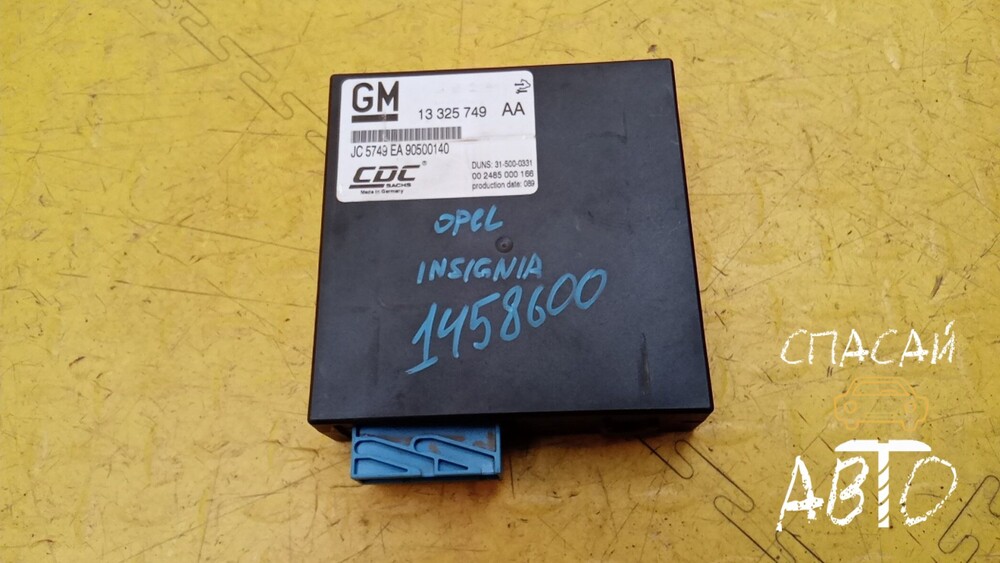 GM
13 325 749 AA
JC 5749 EA 90500140
CDC®
SACHS
Made in Germany
DUNS: 31-500-0331
00 2485 000 166
production date: 089
OPEL
INSIGNIA
1458600
СПАСАЙ
АВТО